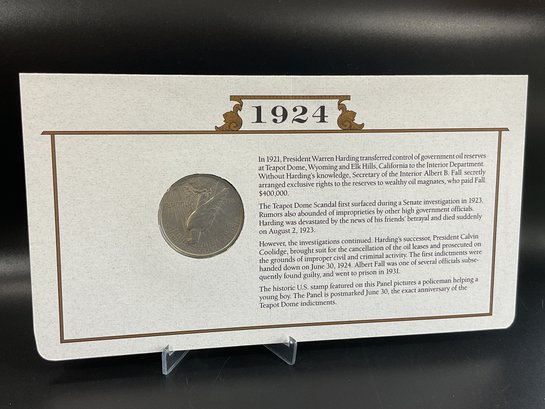 1924
In 1921, President Warren Harding transferred control of government oil reserves
at Teapot Dome, Wyoming and Elk Hills, California to the Interior Department.
Without Harding's knowledge, Secretary of the Interior Albert B. Fall secretly
arranged exclusive rights to the reserves to wealthy oil magnates, who paid Fall
$400,000.
The Teapot Dome Scandal first surfaced during a Senate investigation in 1923.
Rumors also abounded of improprieties by other high government officials.
Harding was devastated by the news of his friends' betrayal and died suddenly
on August 2, 1923.
However, the investigations continued. Harding's successor, President Calvin
Coolidge, brought suit for the cancellation of the oil leases and prosecuted on
the grounds of improper civil and criminal activity. The first indictments were
handed down on June 30, 1924. Albert Fall was one of several officials subse-
quently found guilty, and went to prison in 1931.
The historic U.S. stamp featured on this Panel pictures a policeman helping a
young boy. The Panel is postmarked June 30, the exact anniversary of the
Teapot Dome indictments.